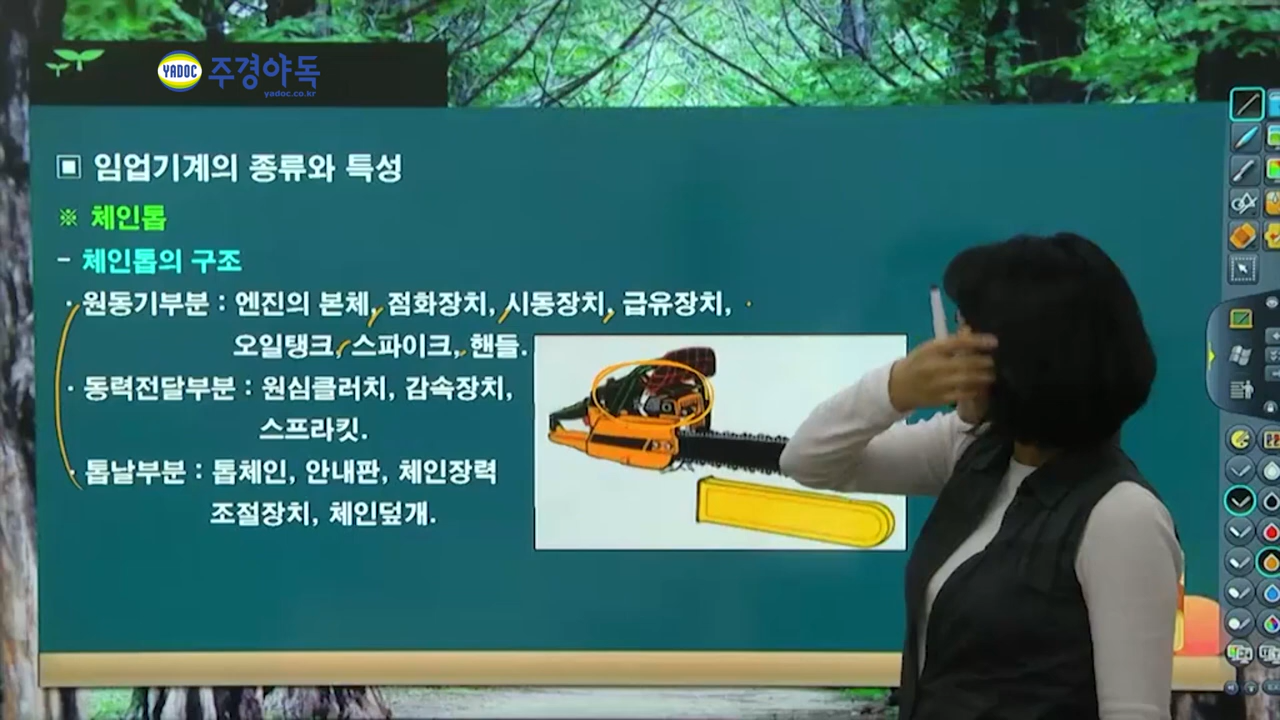 YADOC 주경야독
yadoc.co.kr
▣ 임업기계의 종류와 특성
※ 체인톱
- 체인톱의 구조
· 원동기부분 : 엔진의 본체, 점화장치, 시동장치, 급유장치,
오일탱크, 스파이크, 핸들.
· 동력전달부분 : 원심클러치, 감속장치,
스프라킷.
· 톱날부분 : 톱체인, 안내판, 체인장력
조절장치, 체인덮개.